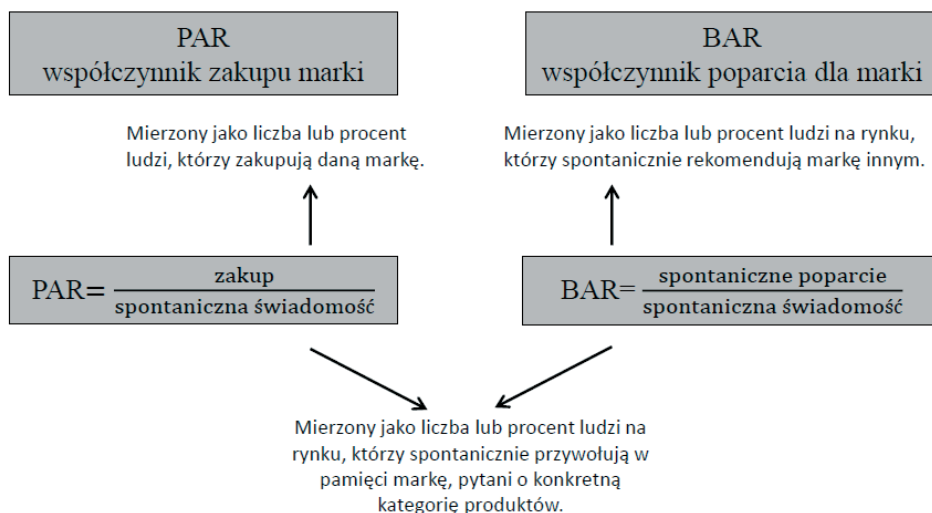 PAR
współczynnik zakupu marki
BAR
współczynnik poparcia dla marki
Mierzony jako liczba lub procent
ludzi, którzy zakupują daną markę.
Mierzony jako liczba lub procent ludzi na rynku,
którzy spontanicznie rekomendują markę innym.
PAR= zakup / spontaniczna świadomość
BAR= spontaniczne poparcie / spontaniczna świadomość
Mierzony jako liczba lub procent ludzi na
rynku, którzy spontanicznie przywołują w
pamięci markę, pytani o konkretną
kategorię produktów.